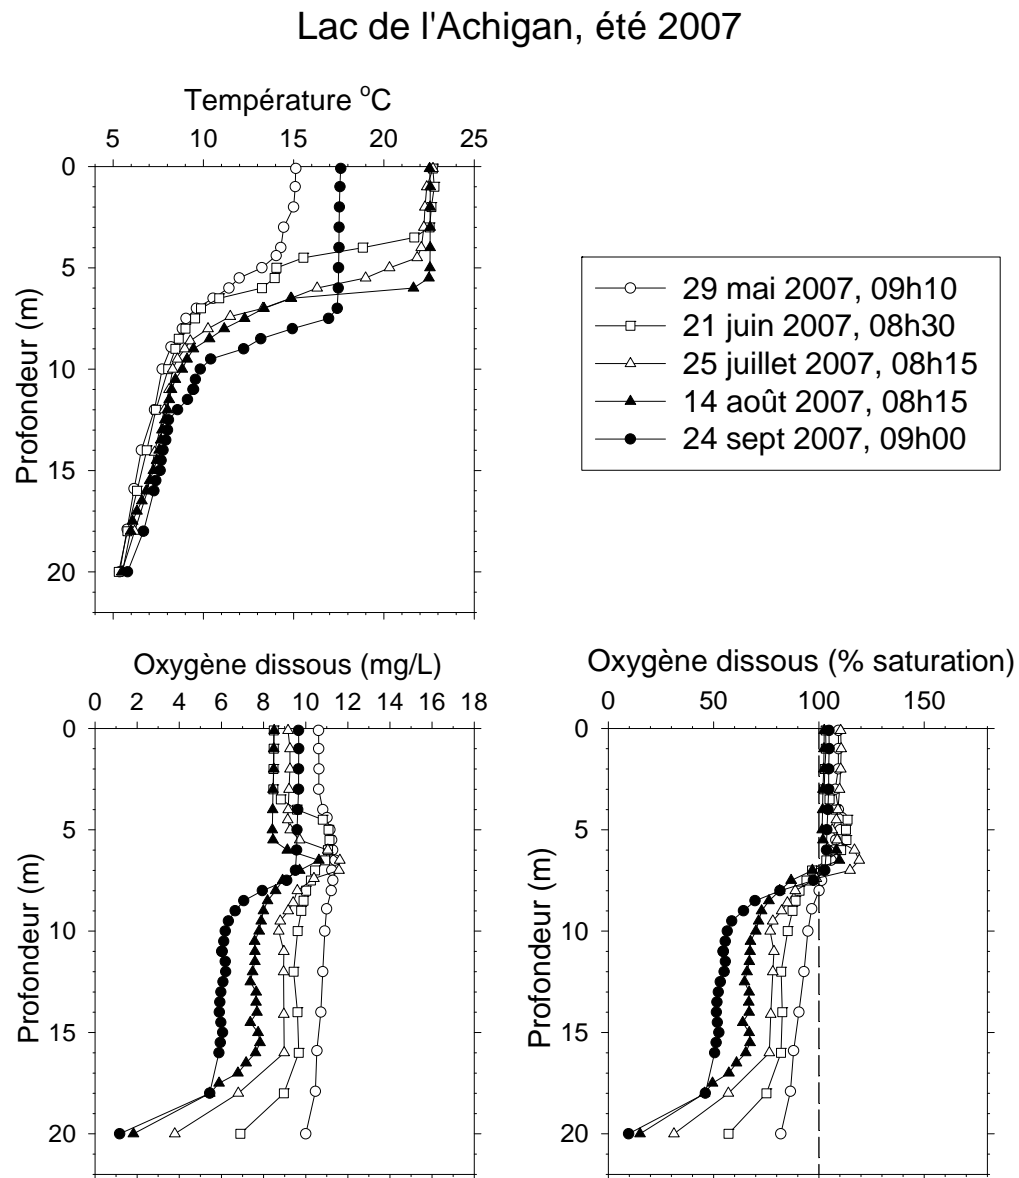 Lac de l'Achigan, été 2007
Température °C
5 10 15 20 25
0
5
10
15
20
Profondeur (m)
29 mai 2007, 09h10
21 juin 2007, 08h30
25 juillet 2007, 08h15
14 août 2007, 08h15
24 sept 2007, 09h00
Oxygène dissous (mg/L)
0 2 4 6 8 10 12 14 16 18
0
5
10
15
20
Profondeur (m)
Oxygène dissous (% saturation)
0 50 100 150
0
5
10
15
20
Profondeur (m)